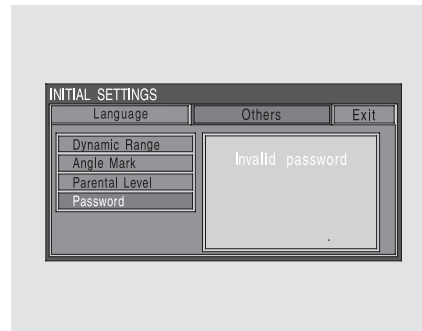 INITIAL SETTINGS
Language Others Exit
Dynamic Range
Angle Mark
Parental Level
Password
Invalid password
.